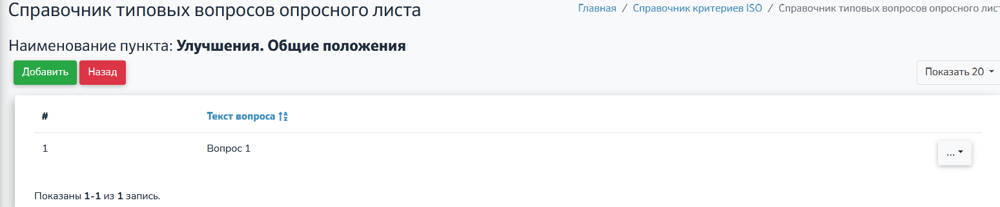 Справочник типовых вопросов опросного листа
Главная / Справочник критериев ISO / Справочник типовых вопросов опросного лист
Наименование пункта: Улучшения. Общие положения
Добавить Назад
Показать 20
# Текст вопроса
1 Вопрос 1 ...
Показаны 1-1 из 1 запись.